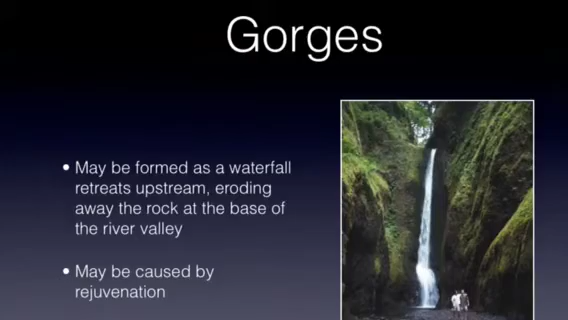 Gorges
• May be formed as a waterfall
retreats upstream, eroding
away the rock at the base of
the river valley
• May be caused by
rejuvenation